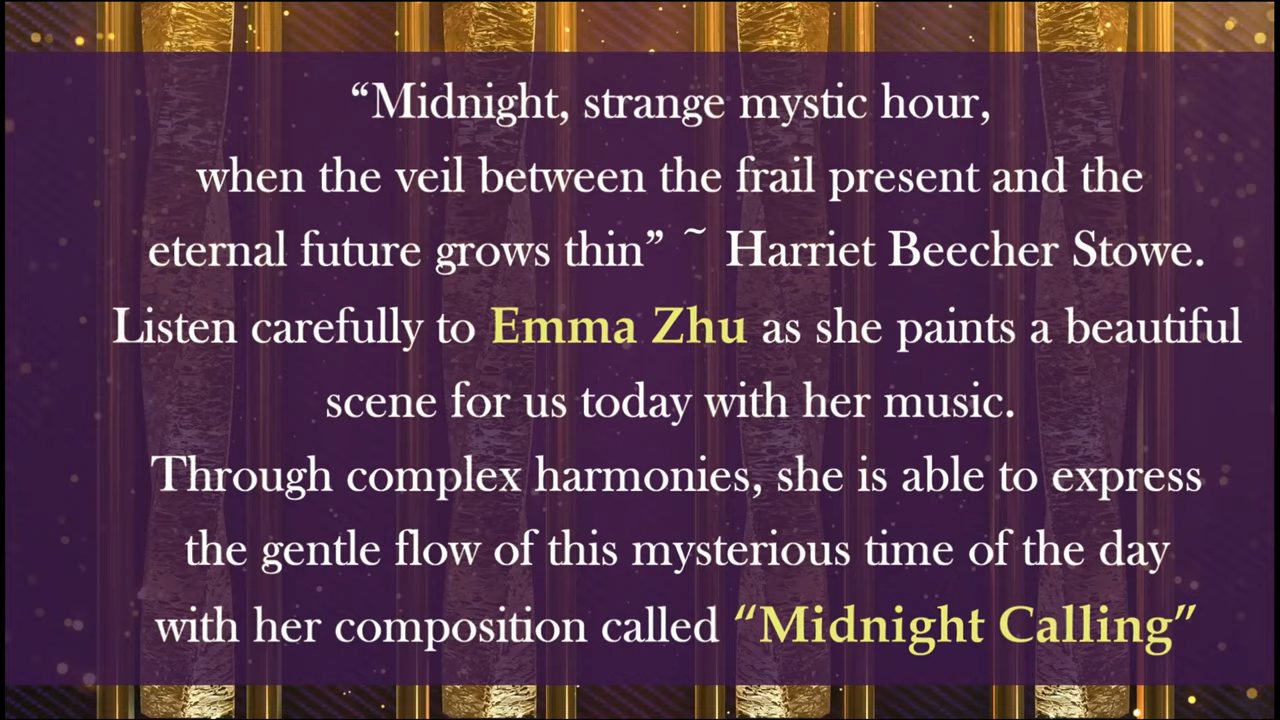 “Midnight, strange mystic hour,
when the veil between the frail present and the
eternal future grows thin” ~ Harriet Beecher Stowe.
Listen carefully to Emma Zhu as she paints a beautiful
scene for us today with her music.
Through complex harmonies, she is able to express
the gentle flow of this mysterious time of the day
with her composition called “Midnight Calling”